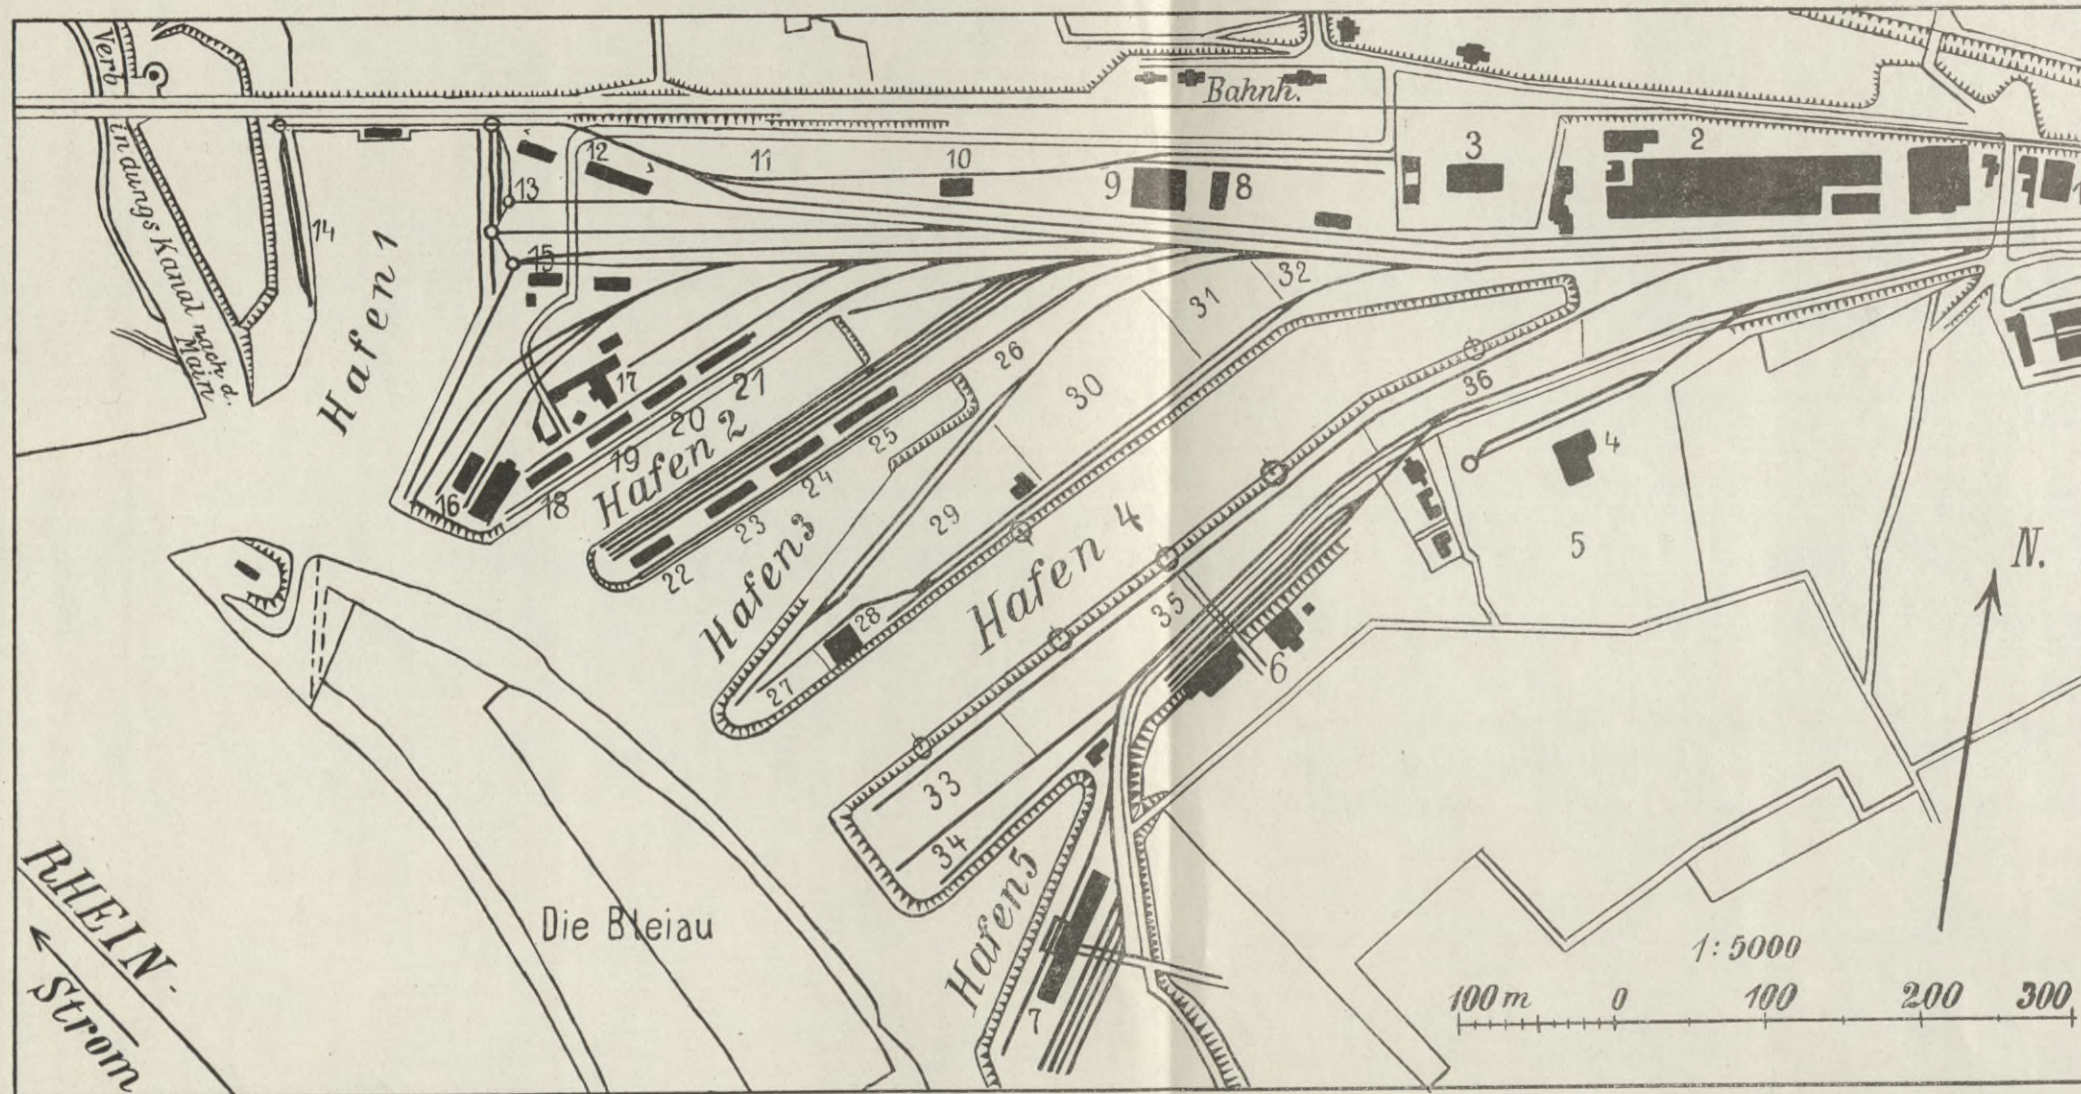 Verb
indungs Kanal nach d.
Main
Bahnh.
Hafen 1
Hafen 2
Hafen 3
Hafen 4
Hafen 5
1
2
3
4
5
6
7
8
9
10
11
12
13
14
15
16
17
18
19
20
21
22
23
24
25
26
27
28
29
30
31
32
33
34
35
36
Die Bleiau
RHEIN-
Strom
N.
1:5000
100 m 0 100 200 300